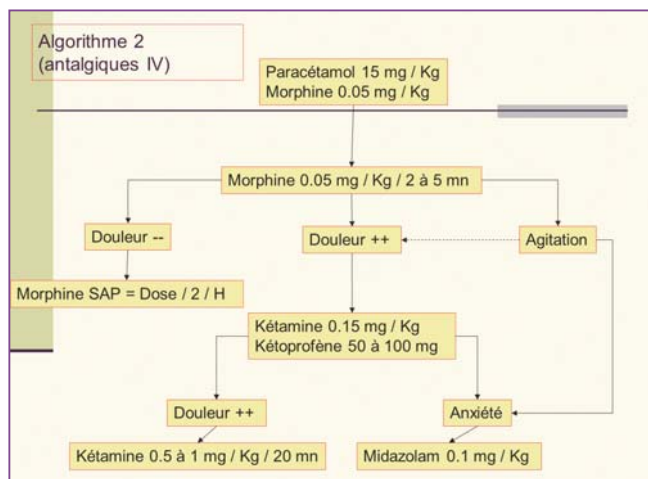 Algorithme 2
(antalgiques IV)
Paracétamol 15 mg / Kg
Morphine 0.05 mg / Kg
Morphine 0.05 mg / Kg / 2 à 5 mn
Douleur --
Douleur ++
Agitation
Morphine SAP = Dose / 2 / H
Kétamine 0.15 mg / Kg
Kétoprofène 50 à 100 mg
Douleur ++
Anxiété
Kétamine 0.5 à 1 mg / Kg / 20 mn
Midazolam 0.1 mg / Kg